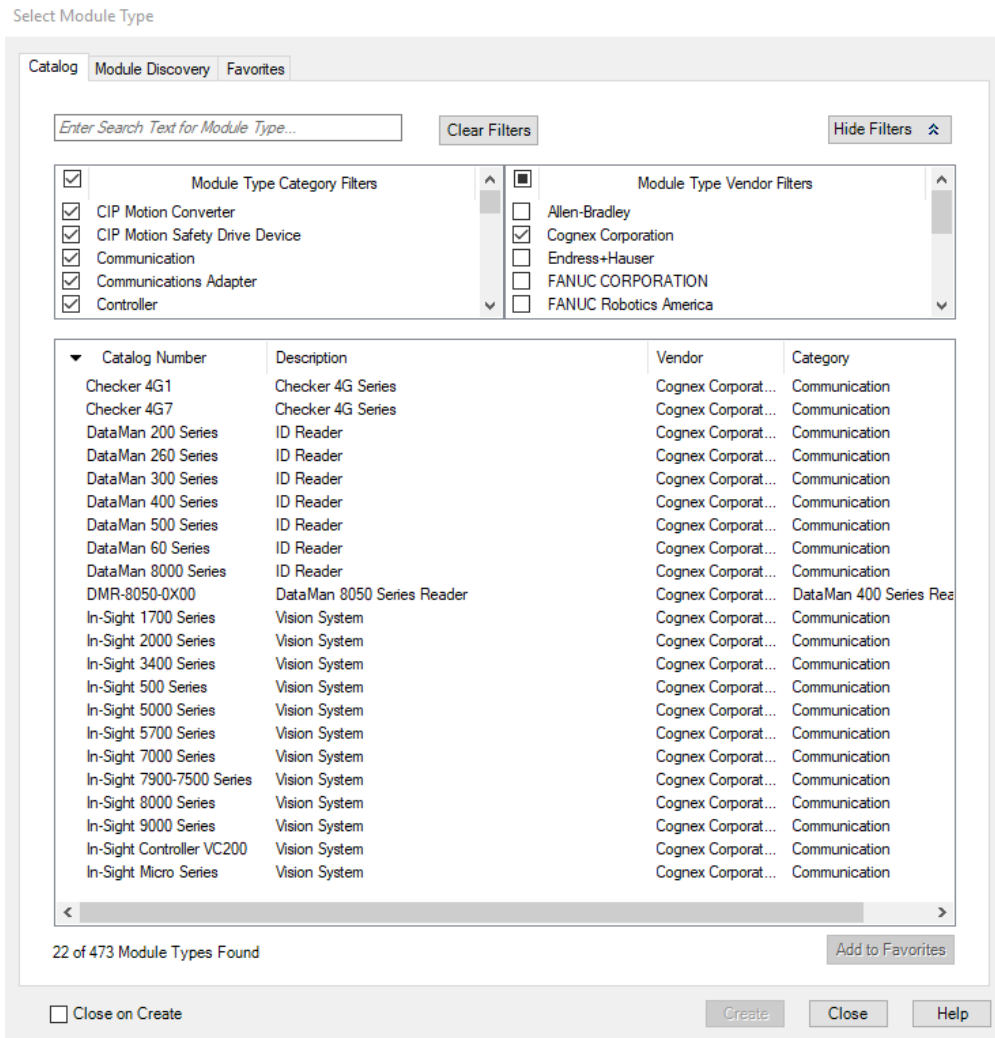 Select Module Type
Catalog Module Discovery Favorites
Enter Search Text for Module Type... Clear Filters Hide Filters
Module Type Category Filters Module Type Vendor Filters
CIP Motion Converter Allen-Bradley
CIP Motion Safety Drive Device Cognex Corporation
Communication Endress+Hauser
Communications Adapter FANUC CORPORATION
Controller FANUC Robotics America
Catalog Number Description Vendor Category
Checker 4G1 Checker 4G Series Cognex Corporat... Communication
Checker 4G7 Checker 4G Series Cognex Corporat... Communication
DataMan 200 Series ID Reader Cognex Corporat... Communication
DataMan 260 Series ID Reader Cognex Corporat... Communication
DataMan 300 Series ID Reader Cognex Corporat... Communication
DataMan 400 Series ID Reader Cognex Corporat... Communication
DataMan 500 Series ID Reader Cognex Corporat... Communication
DataMan 60 Series ID Reader Cognex Corporat... Communication
DataMan 8000 Series ID Reader Cognex Corporat... Communication
DMR-8050-0X00 DataMan 8050 Series Reader Cognex Corporat... DataMan 400 Series Rea
In-Sight 1700 Series Vision System Cognex Corporat... Communication
In-Sight 2000 Series Vision System Cognex Corporat... Communication
In-Sight 3400 Series Vision System Cognex Corporat... Communication
In-Sight 500 Series Vision System Cognex Corporat... Communication
In-Sight 5000 Series Vision System Cognex Corporat... Communication
In-Sight 5700 Series Vision System Cognex Corporat... Communication
In-Sight 7000 Series Vision System Cognex Corporat... Communication
In-Sight 7900-7500 Series Vision System Cognex Corporat... Communication
In-Sight 8000 Series Vision System Cognex Corporat... Communication
In-Sight 9000 Series Vision System Cognex Corporat... Communication
In-Sight Controller VC200 Vision System Cognex Corporat... Communication
In-Sight Micro Series Vision System Cognex Corporat... Communication
22 of 473 Module Types Found Add to Favorites
Close on Create Create Close Help